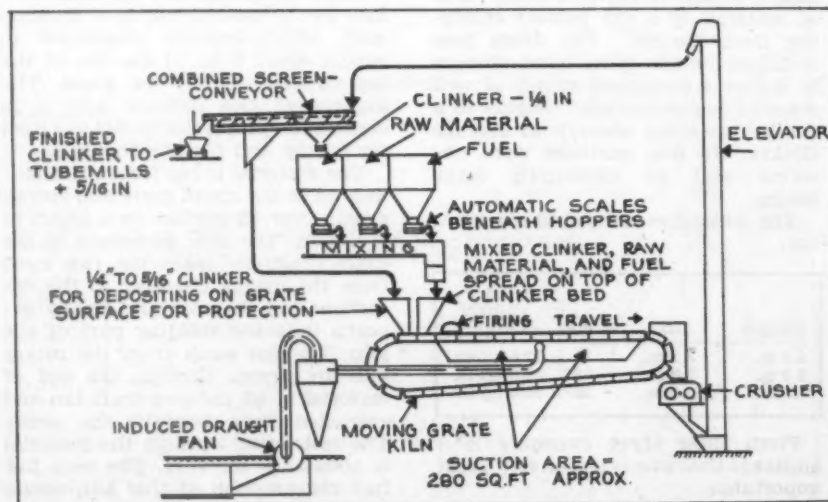 COMBINED SCREEN-
CONVEYOR
CLINKER - 1/4 IN
RAW MATERIAL
FUEL
ELEVATOR
FINISHED
CLINKER TO
TUBEMILLS
+ 5/16 IN
AUTOMATIC SCALES
BENEATH HOPPERS
MIXING
1/4" TO 5/16" CLINKER
FOR DEPOSITING ON GRATE
SURFACE FOR PROTECTION
MIXED CLINKER, RAW
MATERIAL, AND FUEL
SPREAD ON TOP OF
CLINKER BED
FIRING TRAVEL
CRUSHER
MOVING GRATE
KILN
INDUCED DRAUGHT
FAN
SUCTION AREA =
280 SQ.FT APPROX.